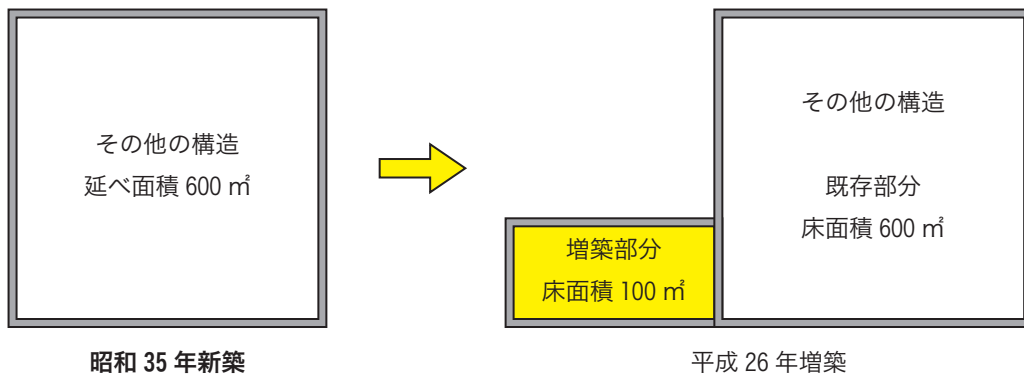 その他の構造
延べ面積 600 ㎡
昭和 35 年新築
その他の構造
既存部分
床面積 600 ㎡
増築部分
床面積 100 ㎡
平成 26 年増築